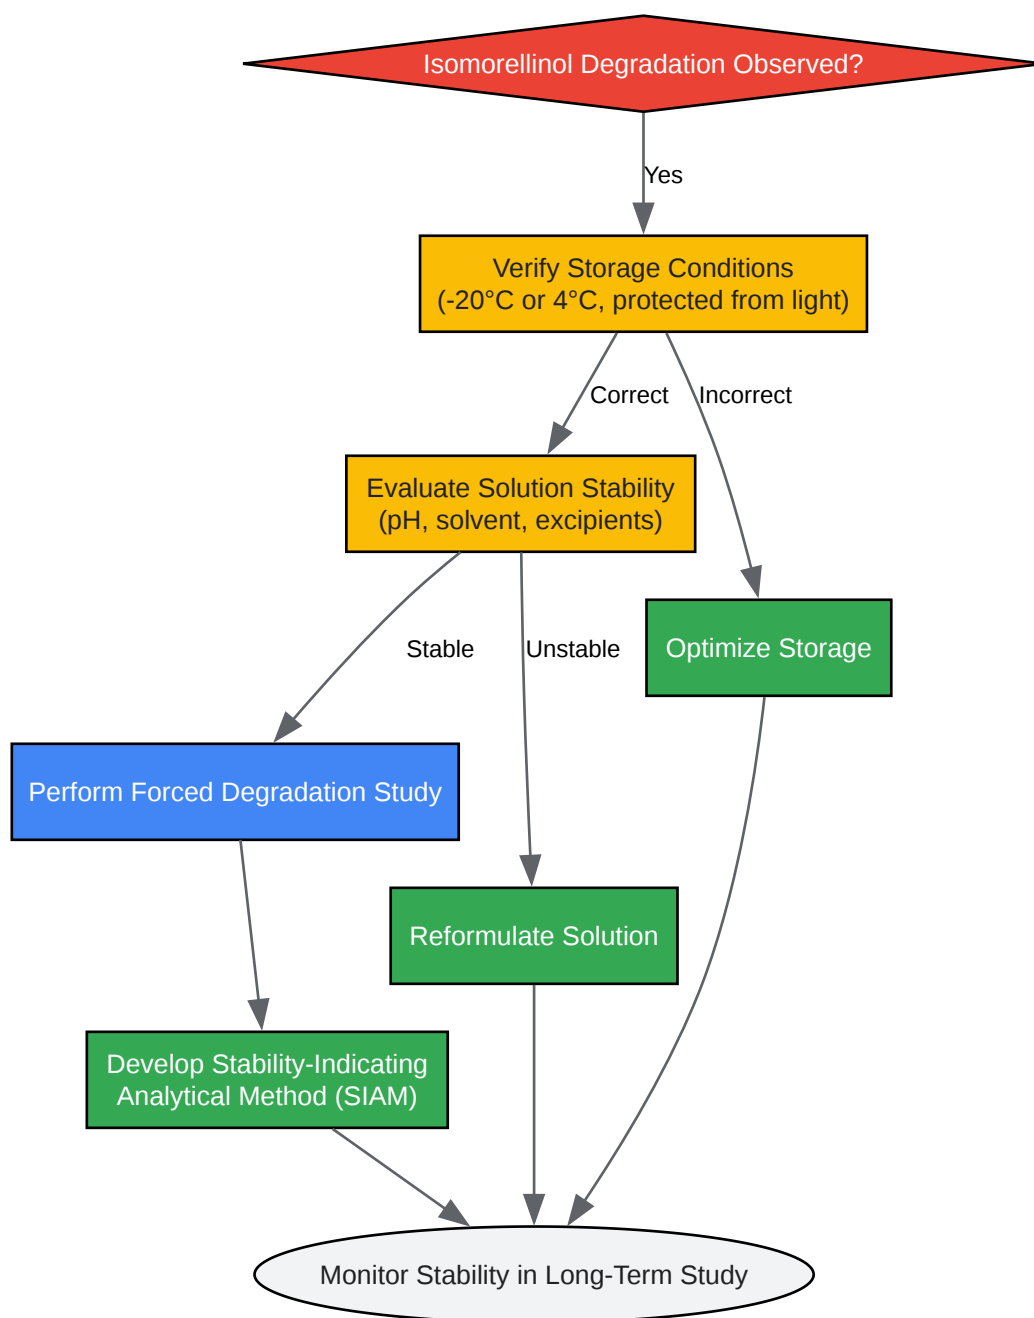 Isomorellinol Degradation Observed?
Yes
Verify Storage Conditions
(-20°C or 4°C, protected from light)
Correct
Incorrect
Evaluate Solution Stability
(pH, solvent, excipients)
Stable
Unstable
Optimize Storage
Perform Forced Degradation Study
Reformulate Solution
Develop Stability-Indicating
Analytical Method (SIAM)
Monitor Stability in Long-Term Study